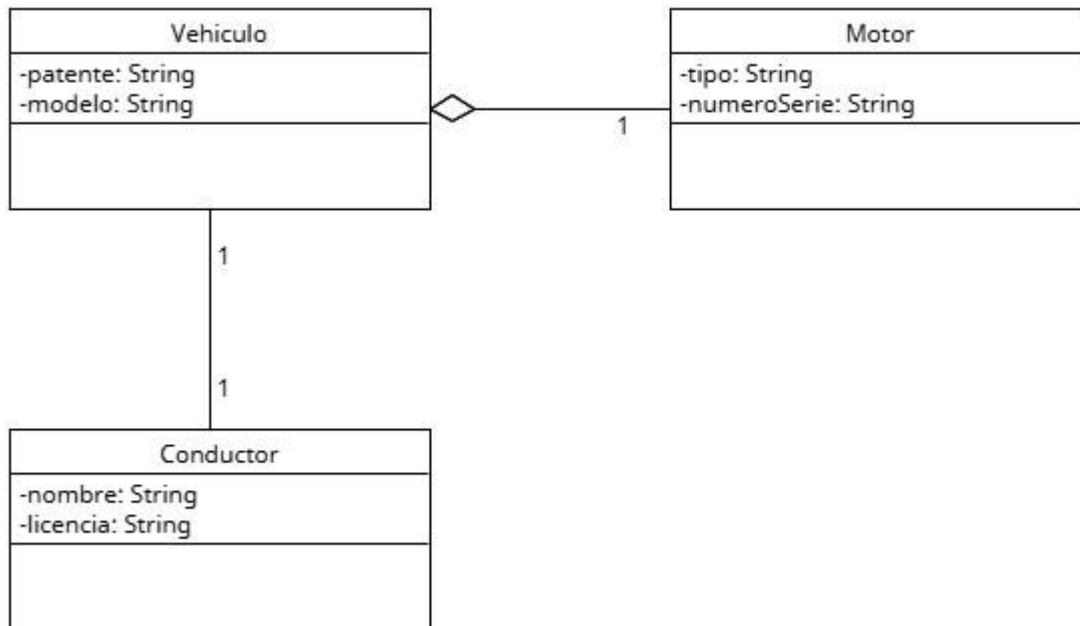 Vehiculo
-patente: String
-modelo: String
Motor
-tipo: String
-numeroSerie: String
1
1
1
Conductor
-nombre: String
-licencia: String